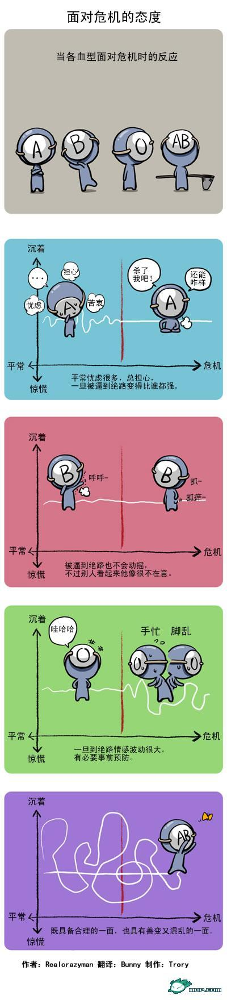 面对危机的态度
当各血型面对危机时的反应
A
B
O
AB
沉着
...
担心
忧虑
A
苦衷
杀了
我吧!
还能
咋样
A
平常
危机
惊慌
平常忧虑很多，总担心，
一旦被逼到绝路变得比谁都强。
沉着
B
呼呼-
B
抓-
抓痒-
平常
危机
惊慌
被逼到绝路也不会动摇，
不过别人看起来他像很不在意。
沉着
哇哈哈
O
手忙 脚乱
O
O
平常
危机
惊慌
一旦到绝路情感波动很大。
有必要事前预防。
沉着
AB
平常
危机
惊慌
既具备合理的一面，也具有善变又混乱的一面。
作者：Realcrazyman 翻译：Bunny 制作：Trory
MOP.COM